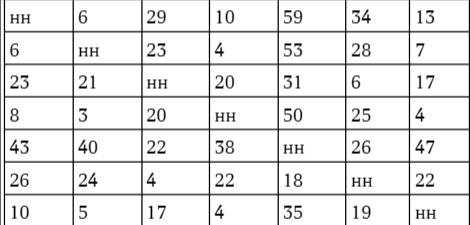 нн 6 29 10 59 34 13
6 нн 23 4 53 28 7
23 21 нн 20 31 6 17
8 3 20 нн 50 25 4
43 40 22 38 нн 26 47
26 24 4 22 18 нн 22
10 5 17 4 35 19 нн